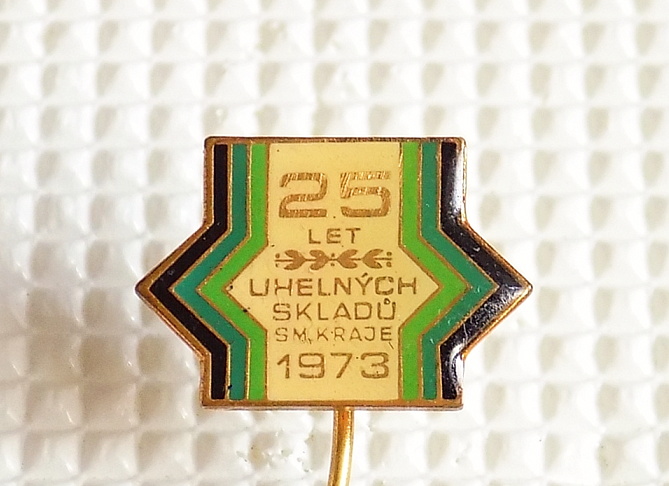 25
LET
UHELNÝCH
SKLADŮ
SM. KRAJE
1973